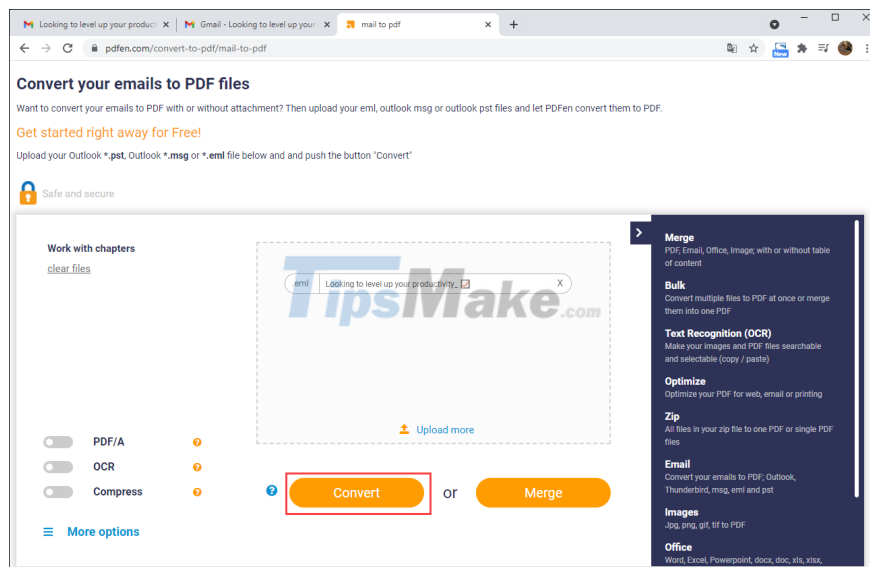 Looking to level up your product
Gmail - Looking to level up your
mail to pdf
pdfen.com/convert-to-pdf/mail-to-pdf
New
Convert your emails to PDF files
Want to convert your emails to PDF with or without attachment? Then upload your eml, outlook msg or outlook pst files and let PDFen convert them to PDF.
Get started right away for Free!
Upload your Outlook *.pst, Outlook *.msg or *.eml file below and and push the button "Convert"
Safe and secure
Work with chapters
clear files
.eml Looking to level up your productivity_ X
TipsMake.com
Upload more
PDF/A
OCR
Compress
More options
Convert or Merge
Merge
PDF, Email, Office, Image; with or without table
of content
Bulk
Convert multiple files to PDF at once or merge
them into one PDF
Text Recognition (OCR)
Make your images and PDF files searchable
and selectable (copy / paste)
Optimize
Optimize your PDF for web, email or printing
Zip
All files in your zip file to one PDF or single PDF
files
Email
Convert your emails to PDF; Outlook,
Thunderbird, msg, eml and pst
Images
Jpg, png, gif, tif to PDF
Office
Word, Excel, Powerpoint, docx, doc, xls, xlsx,